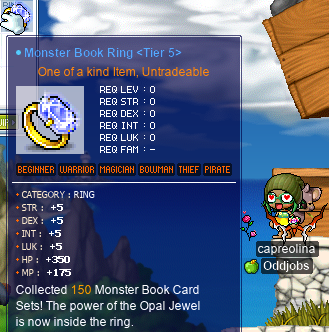 Monster Book Ring <Tier 5>
One of a kind Item, Untradeable
REQ LEV : 0
REQ STR : 0
REQ DEX : 0
REQ INT : 0
REQ LUK : 0
REQ FAM : -
BEGINNER WARRIOR MAGICIAN BOWMAN THIEF PIRATE
CATEGORY : RING
STR : +5
DEX : +5
INT : +5
LUK : +5
HP : +350
MP : +175
Collected 150 Monster Book Card
Sets! The power of the Opal Jewel
is now inside the ring.
capreolina
Oddjobs